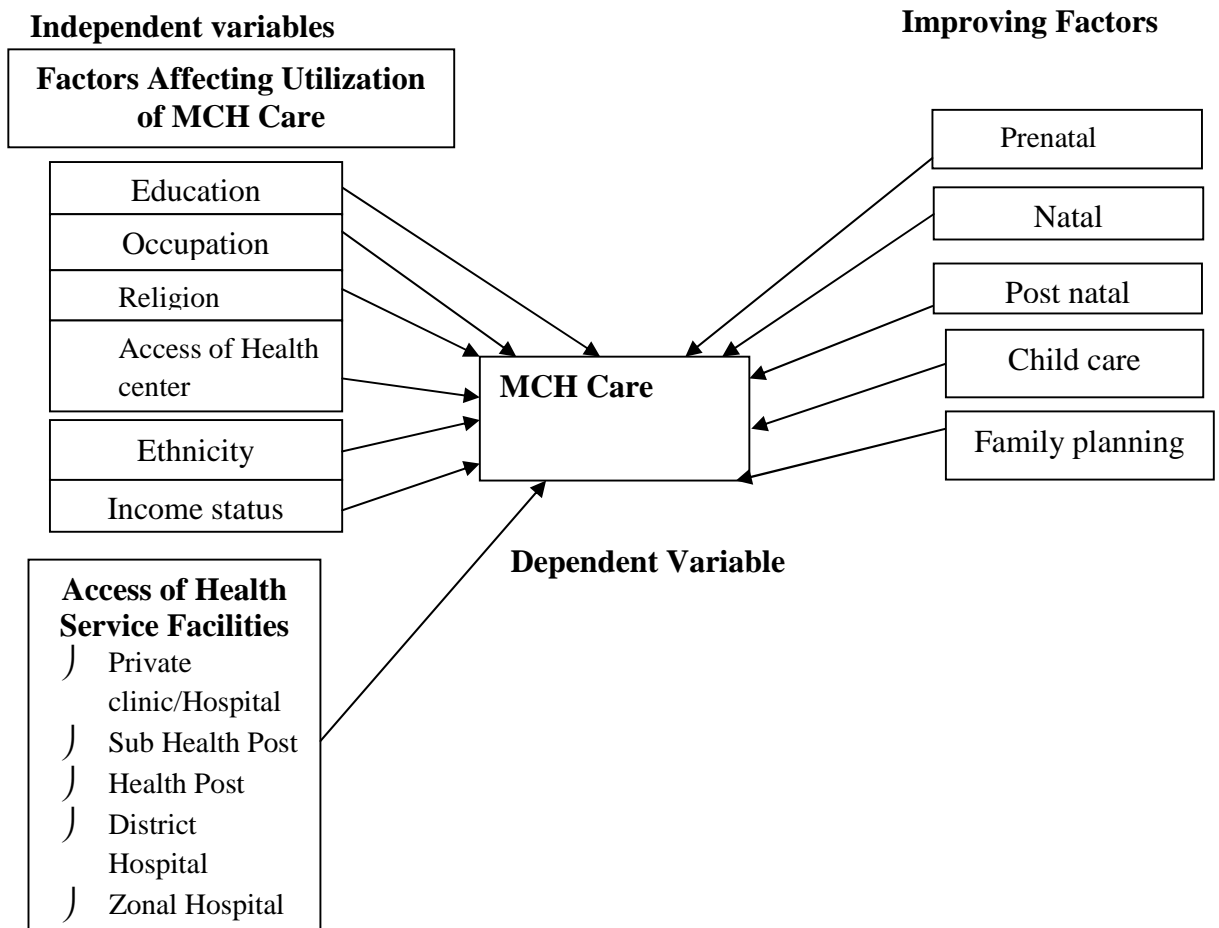 Independent variables
Factors Affecting Utilization
of MCH Care
Education
Occupation
Religion
Access of Health
center
Ethnicity
Income status
Access of Health
Service Facilities
Private
clinic/Hospital
Sub Health Post
Health Post
District
Hospital
Zonal Hospital
MCH Care
Dependent Variable
Improving Factors
Prenatal
Natal
Post natal
Child care
Family planning